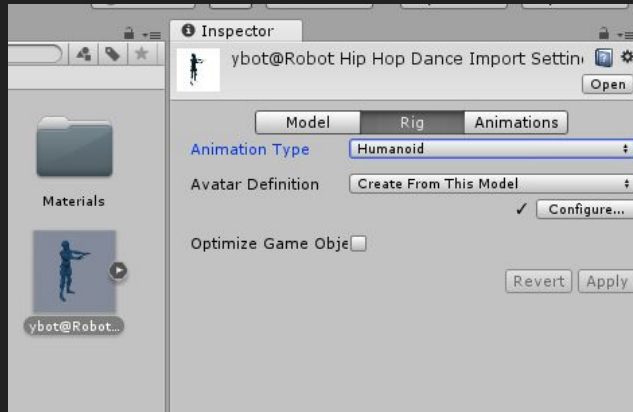 Inspector
ybot@Robot Hip Hop Dance Import Settin
Open
Model Rig Animations
Animation Type Humanoid
Avatar Definition Create From This Model
Configure...
Optimize Game Obje
Revert Apply
Materials
ybot@Robot...